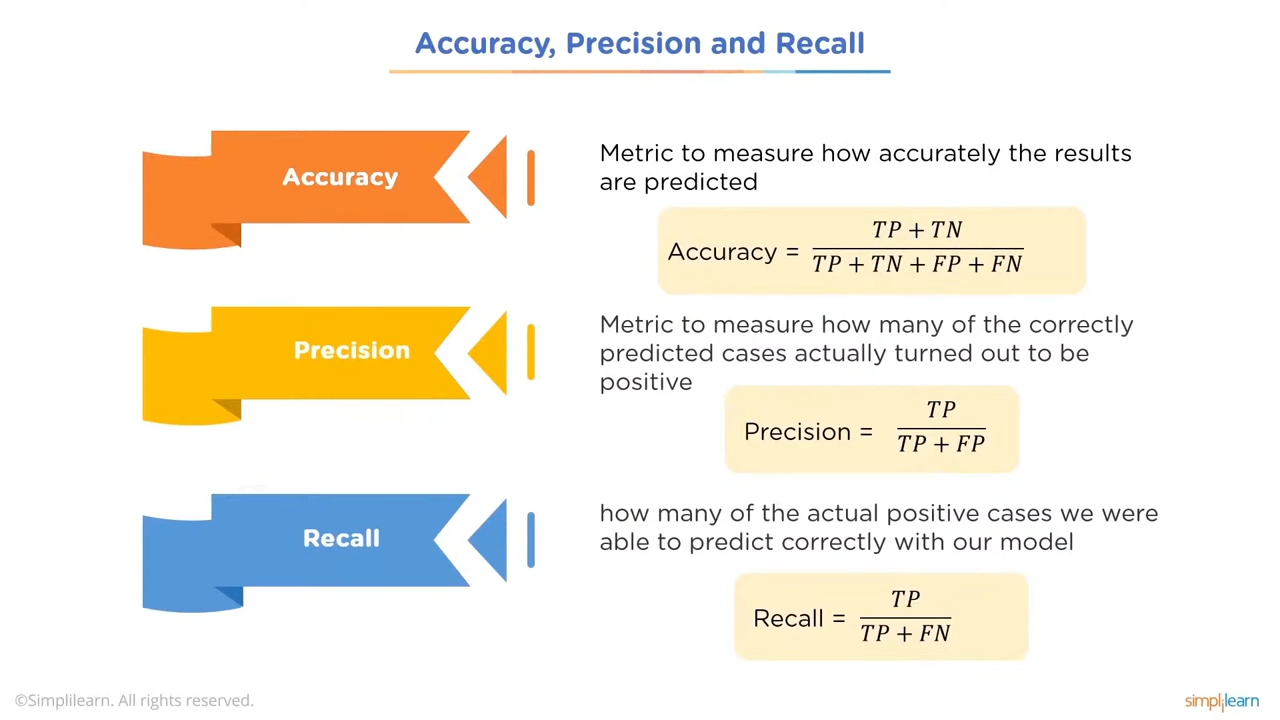 Accuracy, Precision and Recall
Accuracy
Metric to measure how accurately the results
are predicted
Accuracy = TP + TN / TP + TN + FP + FN
Precision
Metric to measure how many of the correctly
predicted cases actually turned out to be
positive
Precision = TP / TP + FP
Recall
how many of the actual positive cases we were
able to predict correctly with our model
Recall = TP / TP + FN
©Simplilearn. All rights reserved.
simplilearn